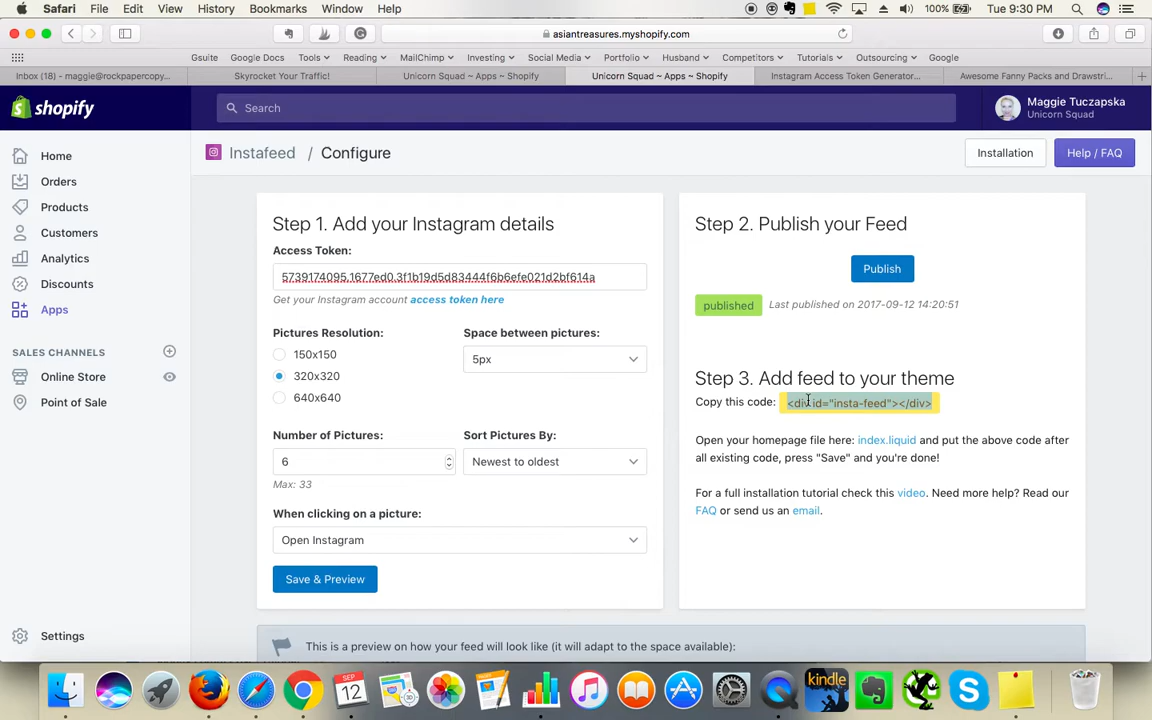 Safari File Edit View History Bookmarks Window Help 100% Tue 9:30 PM
asiantreasures.myshopify.com
Gsuite Google Docs Tools Reading MailChimp Investing Social Media Portfolio Husband Competitors Tutorials Outsourcing Google
Inbox (18) - maggie@rockpapercopy... Skyrocket Your Traffic! Unicorn Squad ~ Apps ~ Shopify Unicorn Squad ~ Apps ~ Shopify Instagram Access Token Generator... Awesome Fanny Packs and Drawstri...
shopify
Search
Maggie Tuczapska
Unicorn Squad
Home
Orders
Products
Customers
Analytics
Discounts
Apps
SALES CHANNELS
Online Store
Point of Sale
Settings
Instafeed / Configure
Installation
Help / FAQ
Step 1. Add your Instagram details
Access Token:
5739174095.1677ed0.3f1b19d5d83444f6b6efe021d2bf614a
Get your Instagram account access token here
Pictures Resolution:
150x150
320x320
640x640
Space between pictures:
5px
Number of Pictures:
6
Max: 33
Sort Pictures By:
Newest to oldest
When clicking on a picture:
Open Instagram
Save & Preview
Step 2. Publish your Feed
Publish
published Last published on 2017-09-12 14:20:51
Step 3. Add feed to your theme
Copy this code: <div id="insta-feed"></div>
Open your homepage file here: index.liquid and put the above code after
all existing code, press "Save" and you're done!
For a full installation tutorial check this video. Need more help? Read our
FAQ or send us an email.
This is a preview on how your feed will look like (it will adapt to the space available):
SEP
12
kindle